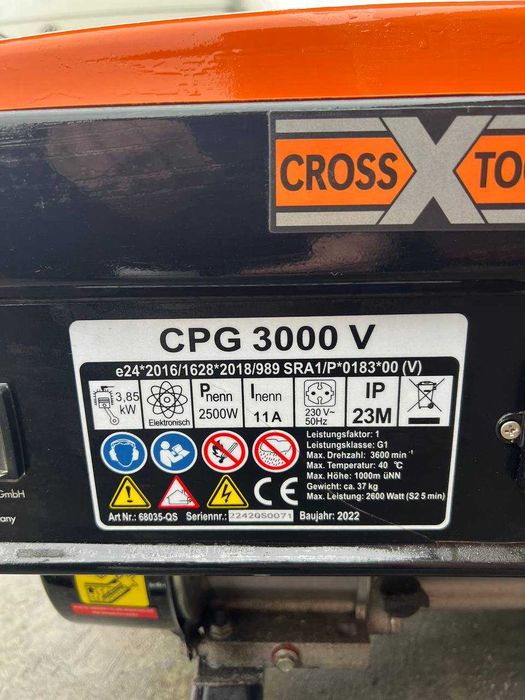 CROSS X TOO
CPG 3000 V
e24*2016/1628*2018/989 SRA1/P*0183*00 (V)
3,85 kW
Elektronisch
Pnenn 2500W
Inenn 11A
230 V~ 50Hz
IP 23M
Leistungsfaktor: 1
Leistungsklasse: G1
Max. Drehzahl: 3600 min⁻¹
Max. Temperatur: 40 °C
Max. Höhe: 1000m üNN
Gewicht: ca. 37 kg
Max. Leistung: 2600 Watt (S2 5 min)
CE
Art Nr.: 68035-QS Seriennr.: 2242QS0071 Baujahr: 2022
GmbH
any